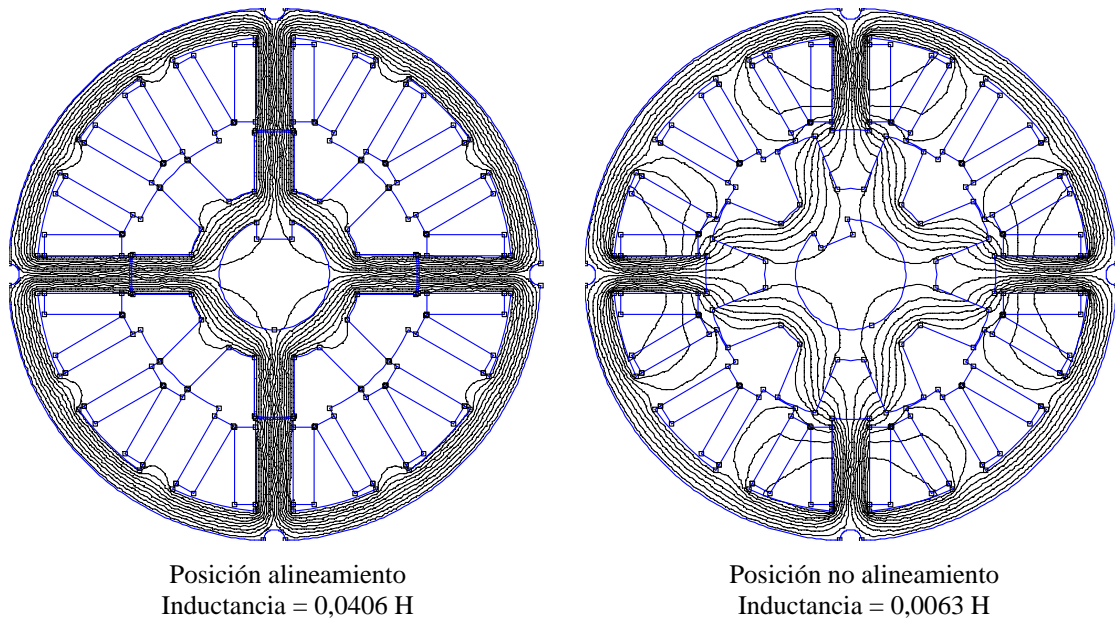 Posición alineamiento
Inductancia = 0,0406 H
Posición no alineamiento
Inductancia = 0,0063 H